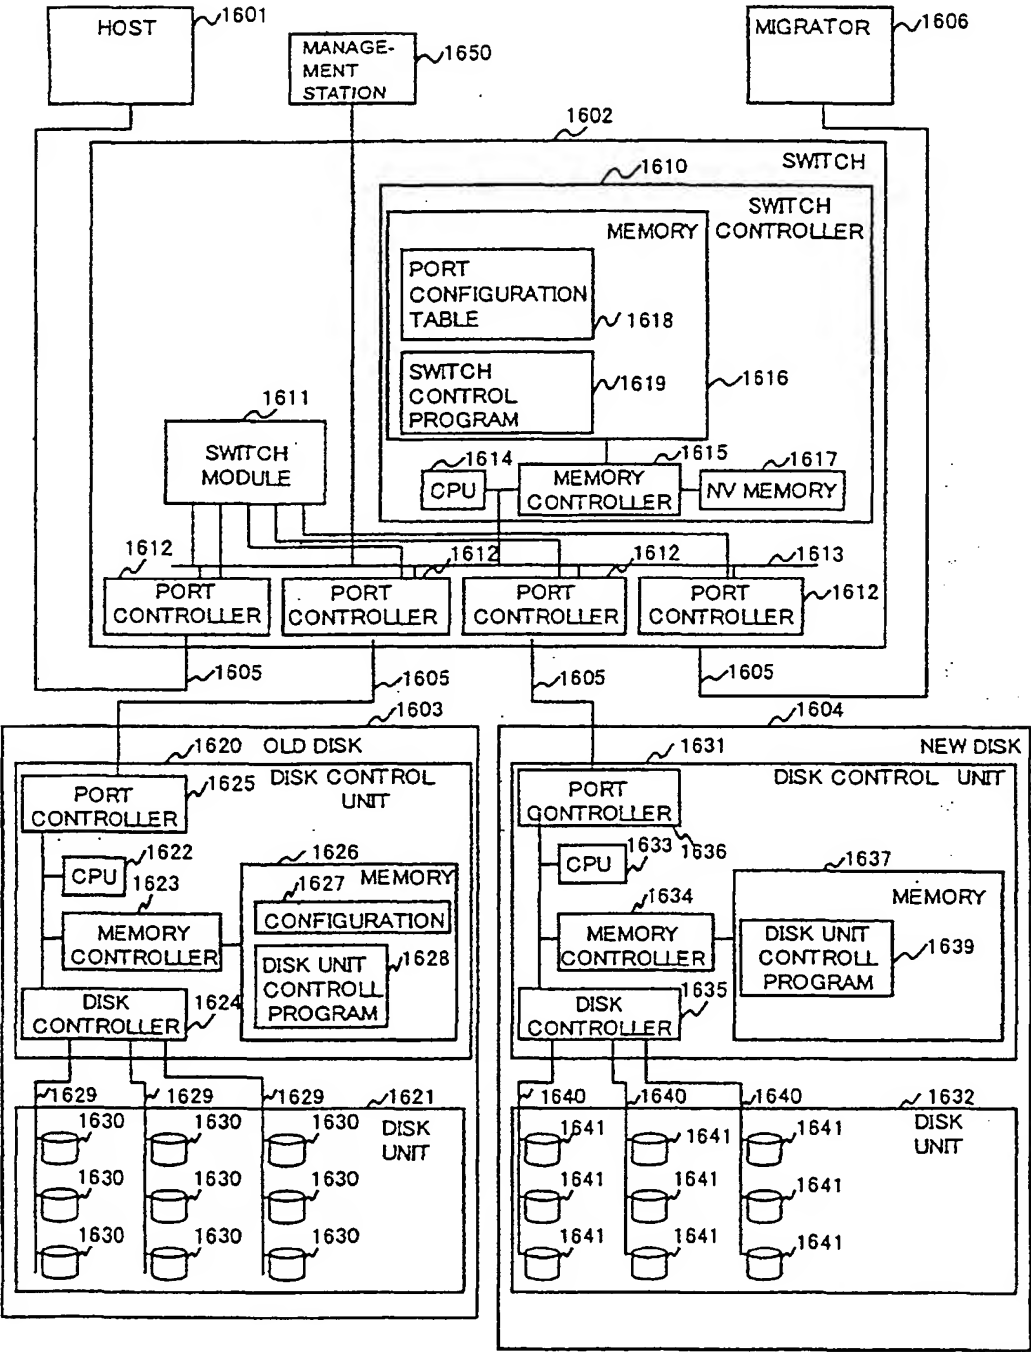 HOST
1601
MANAGE-
MENT
STATION
1650
MIGRATOR
1606
1602
SWITCH
1610
SWITCH
CONTROLLER
MEMORY
PORT
CONFIGURATION
TABLE
1618
SWITCH
CONTROL
PROGRAM
1619
1616
1611
SWITCH
MODULE
1614
CPU
1615
MEMORY
CONTROLLER
1617
NV MEMORY
1613
1612
PORT
CONTROLLER
1612
PORT
CONTROLLER
1612
PORT
CONTROLLER
1612
PORT
CONTROLLER
1605
1605
1605
1605
1603
OLD DISK
1620
DISK CONTROL
UNIT
1625
PORT
CONTROLLER
1622
CPU
1623
MEMORY
CONTROLLER
1626
MEMORY
1627
CONFIGURATION
1628
DISK UNIT
CONTROLL
PROGRAM
1624
DISK
CONTROLLER
1629
1629
1629
1621
DISK
UNIT
1630
1630
1630
1630
1630
1630
1630
1630
1630
1604
NEW DISK
1631
DISK CONTROL UNIT
PORT
CONTROLLER
1636
1633
CPU
1634
MEMORY
CONTROLLER
1637
MEMORY
DISK UNIT
CONTROLL
PROGRAM
1639
1635
DISK
CONTROLLER
1640
1640
1640
1632
DISK
UNIT
1641
1641
1641
1641
1641
1641
1641
1641
1641